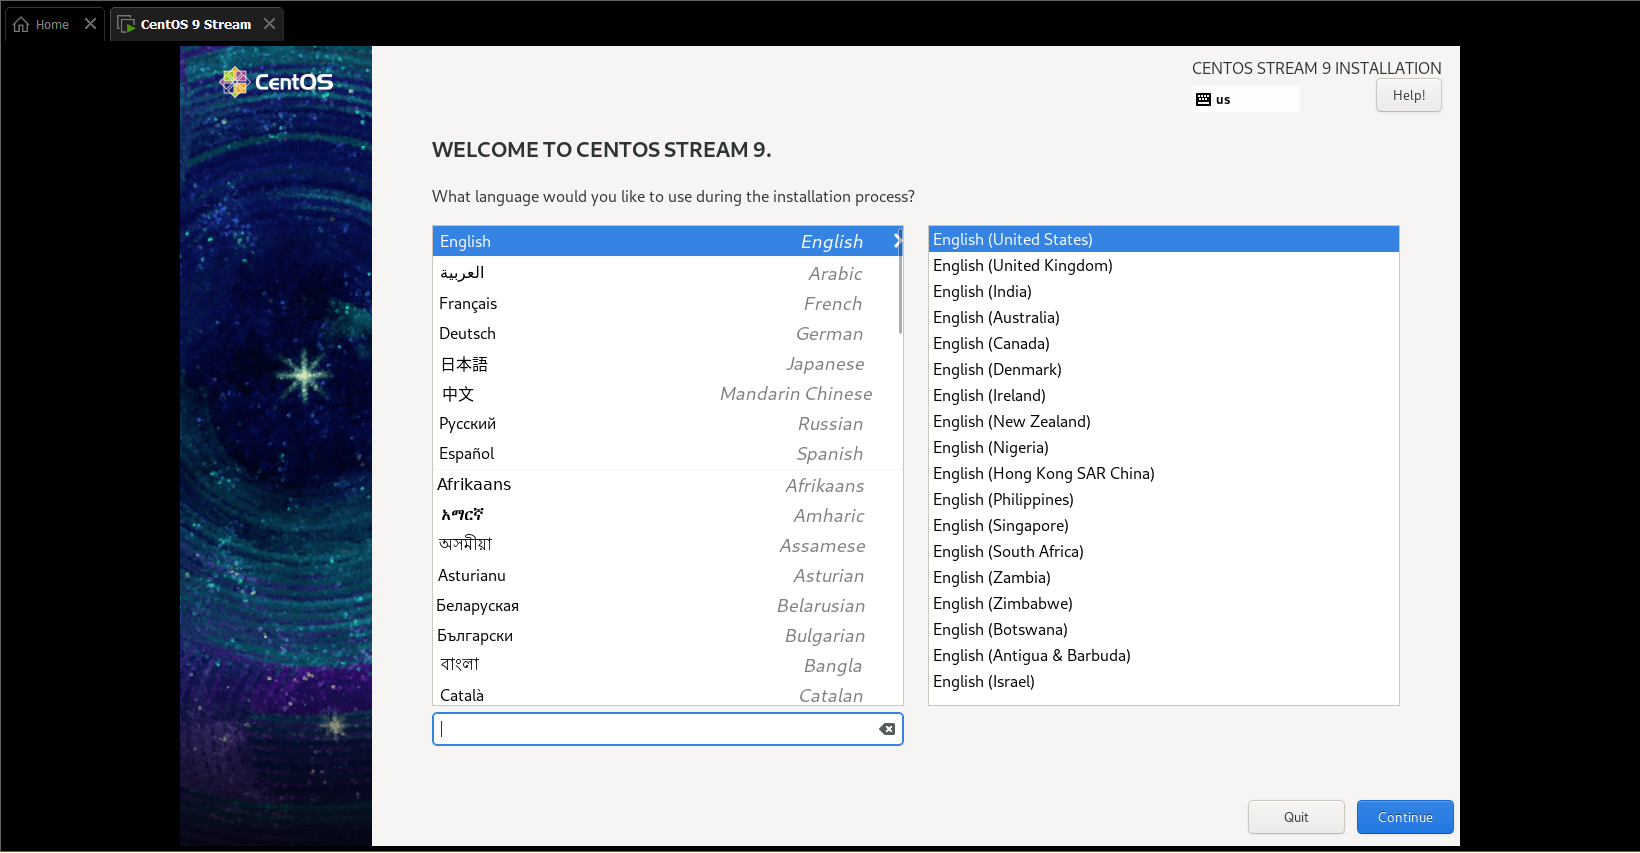 Home
CentOS 9 Stream
CentOS
CENTOS STREAM 9 INSTALLATION
us
Help!
WELCOME TO CENTOS STREAM 9.
What language would you like to use during the installation process?
English English
العربية Arabic
Français French
Deutsch German
日本語 Japanese
中文 Mandarin Chinese
Русский Russian
Español Spanish
Afrikaans Afrikaans
አማርኛ Amharic
অসমীয়া Assamese
Asturianu Asturian
Беларуская Belarusian
Български Bulgarian
বাংলা Bangla
Català Catalan
English (United States)
English (United Kingdom)
English (India)
English (Australia)
English (Canada)
English (Denmark)
English (Ireland)
English (New Zealand)
English (Nigeria)
English (Hong Kong SAR China)
English (Philippines)
English (Singapore)
English (South Africa)
English (Zambia)
English (Zimbabwe)
English (Botswana)
English (Antigua & Barbuda)
English (Israel)
Quit
Continue